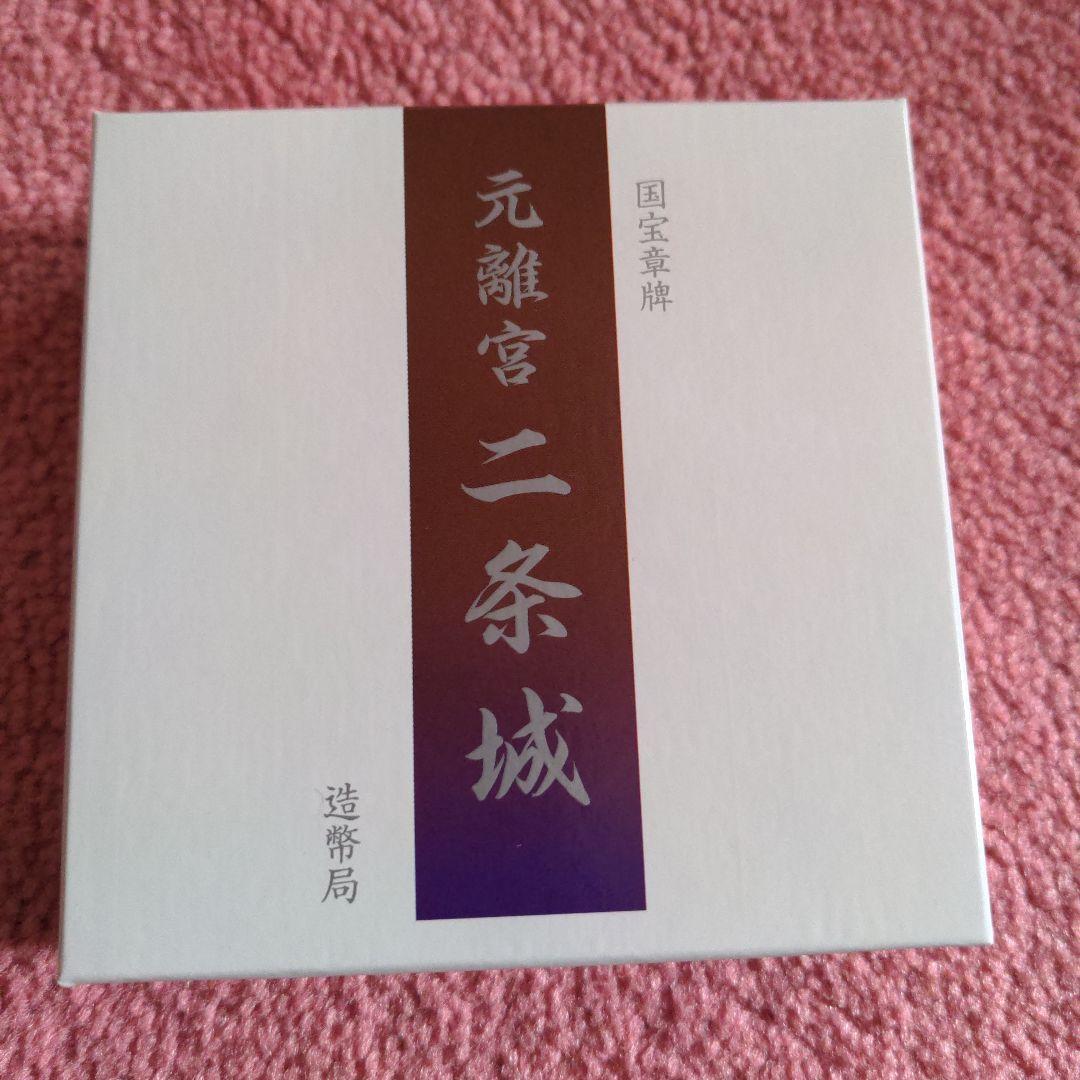 国宝章牌
元離宮 二条城
造幣局